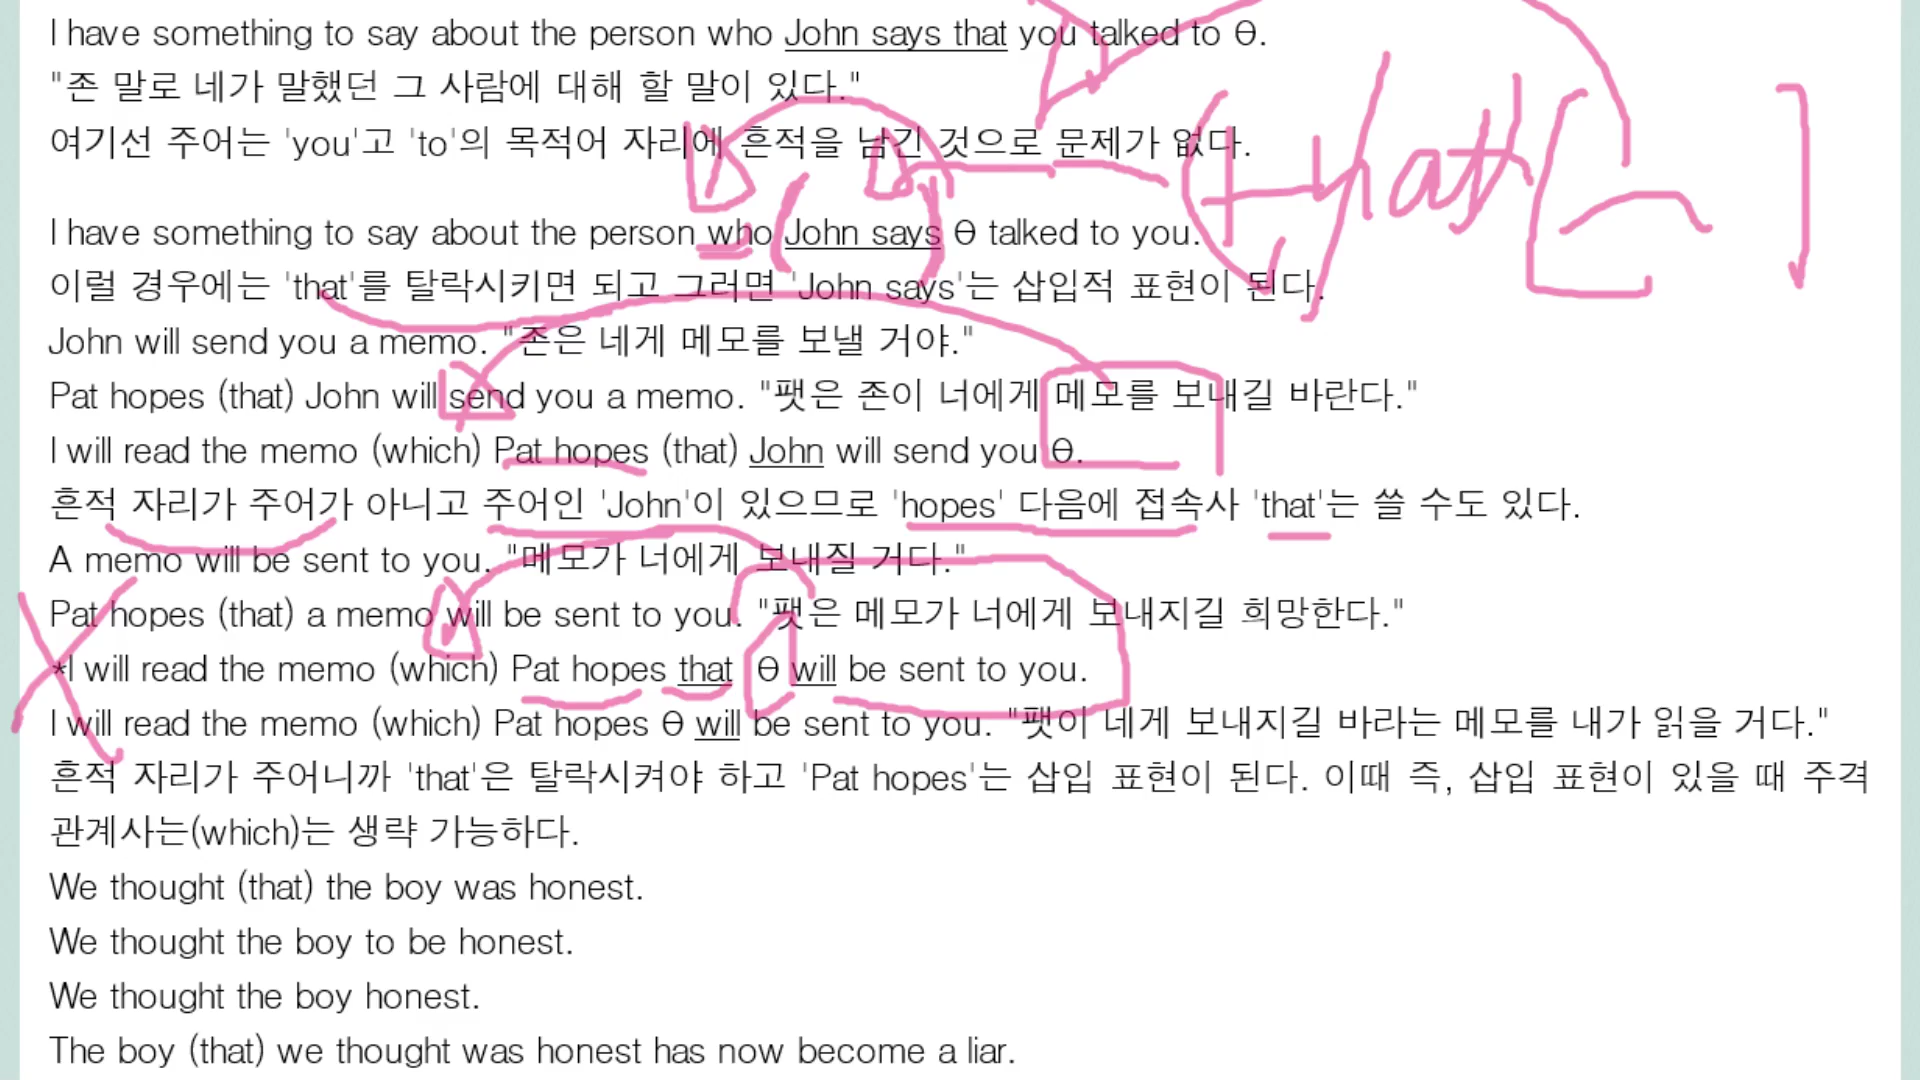 I have something to say about the person who John says that you talked to Θ.
"존 말로 네가 말했던 그 사람에 대해 할 말이 있다."
여기선 주어는 'you'고 'to'의 목적어 자리에 흔적을 남긴 것으로 문제가 없다.
that
I have something to say about the person who John says Θ talked to you.
이럴 경우에는 'that'를 탈락시키면 되고 그러면 'John says'는 삽입적 표현이 된다.
John will send you a memo. "존은 네게 메모를 보낼 거야."
Pat hopes (that) John will send you a memo. "팻은 존이 너에게 메모를 보내길 바란다."
I will read the memo (which) Pat hopes (that) John will send you Θ.
흔적 자리가 주어가 아니고 주어인 'John'이 있으므로 'hopes' 다음에 접속사 'that'는 쓸 수도 있다.
A memo will be sent to you. "메모가 너에게 보내질 거다."
Pat hopes (that) a memo will be sent to you. "팻은 메모가 너에게 보내지길 희망한다."
*I will read the memo (which) Pat hopes that Θ will be sent to you.
I will read the memo (which) Pat hopes Θ will be sent to you. "팻이 네게 보내지길 바라는 메모를 내가 읽을 거다."
흔적 자리가 주어니까 'that'은 탈락시켜야 하고 'Pat hopes'는 삽입 표현이 된다. 이때 즉, 삽입 표현이 있을 때 주격
관계사는(which)는 생략 가능하다.
We thought (that) the boy was honest.
We thought the boy to be honest.
We thought the boy honest.
The boy (that) we thought was honest has now become a liar.